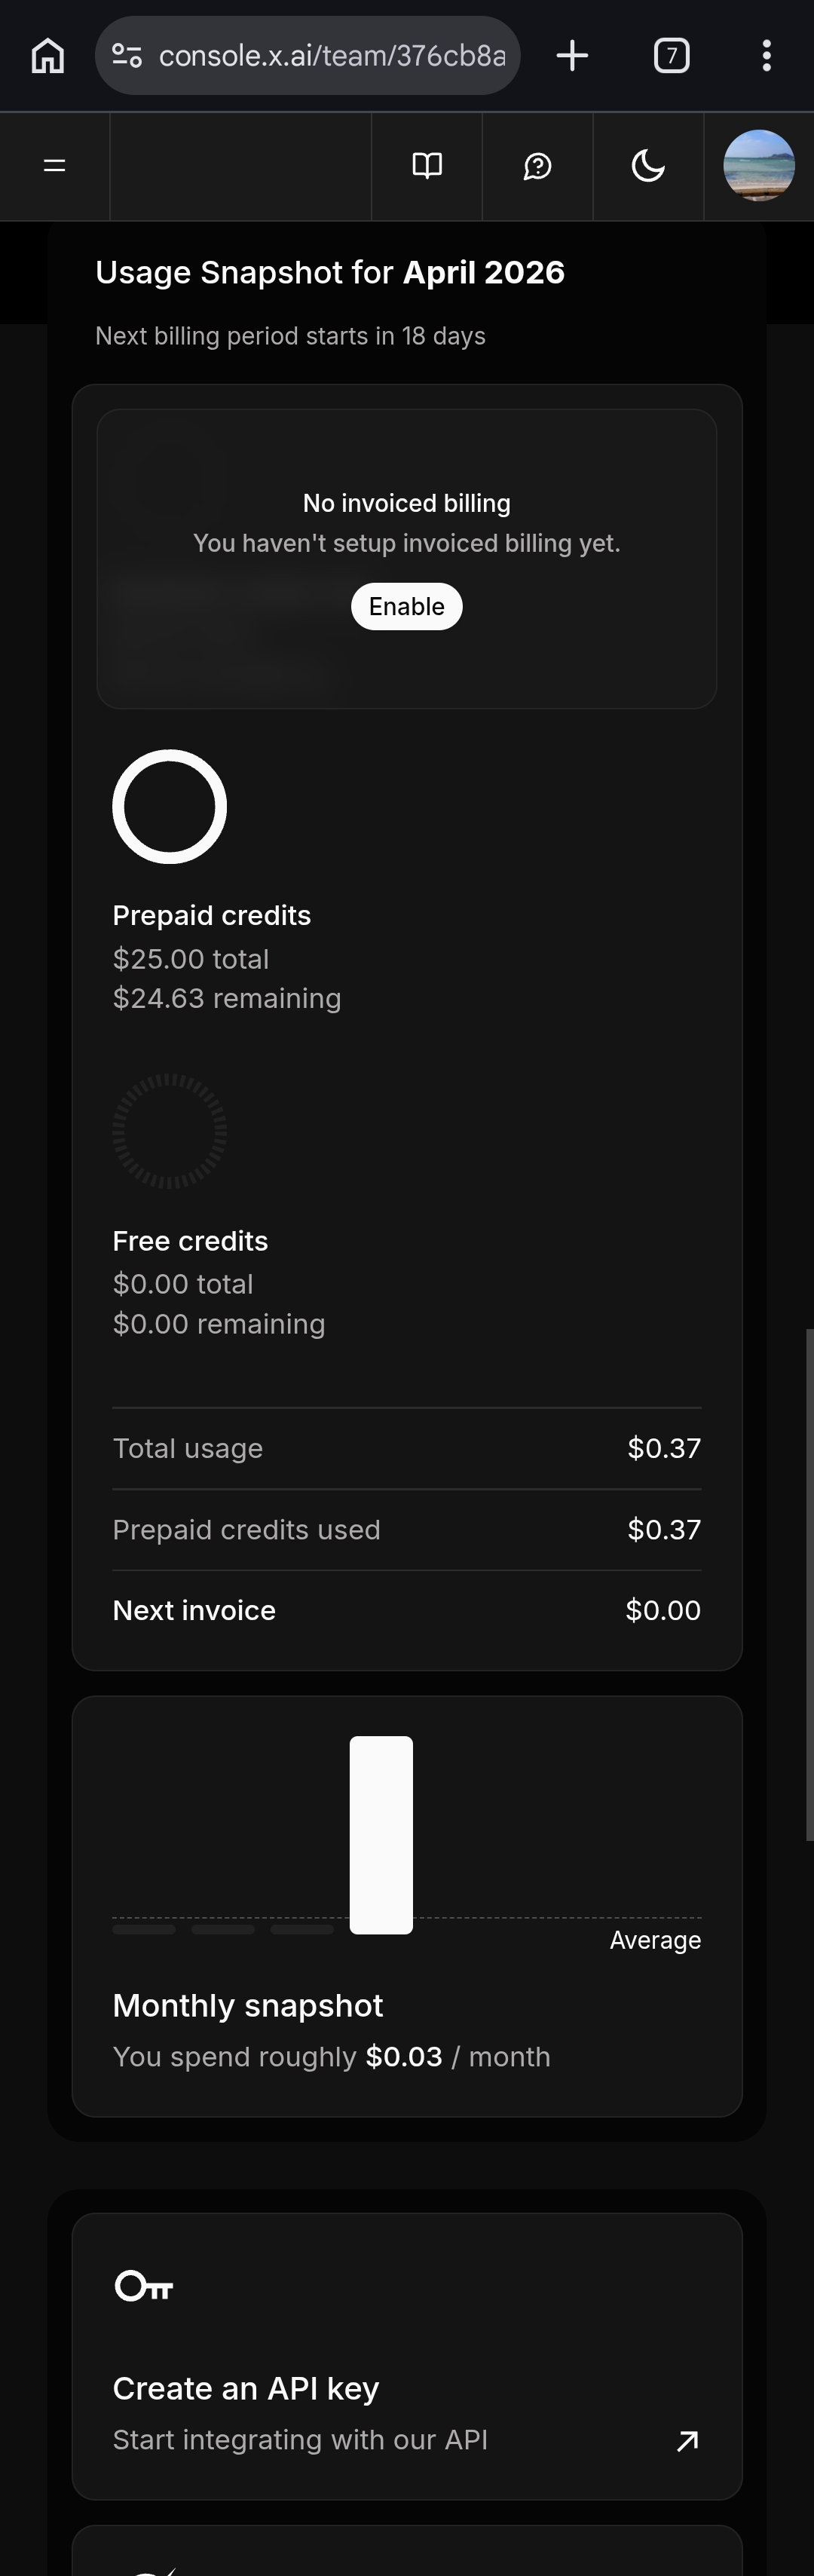 console.x.ai/team/376cb8a
7
Usage Snapshot for April 2026
Next billing period starts in 18 days
No invoiced billing
You haven't setup invoiced billing yet.
Enable
Prepaid credits
$25.00 total
$24.63 remaining
Free credits
$0.00 total
$0.00 remaining
Total usage $0.37
Prepaid credits used $0.37
Next invoice $0.00
Average
Monthly snapshot
You spend roughly $0.03 / month
Create an API key
Start integrating with our API